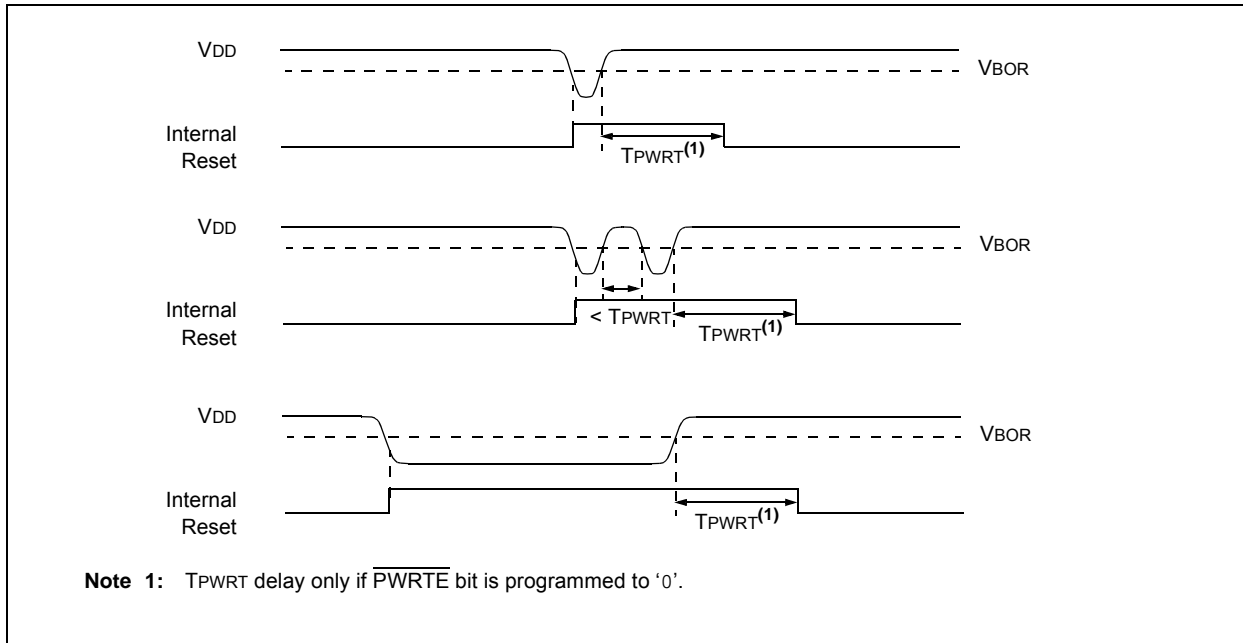 VDD
VBOR
Internal
Reset
TPWRT(1)
VDD
VBOR
Internal
Reset
< TPWRT
TPWRT(1)
VDD
VBOR
Internal
Reset
TPWRT(1)
Note 1: TPWRT delay only if P̅W̅R̅T̅E̅ bit is programmed to ‘0’.